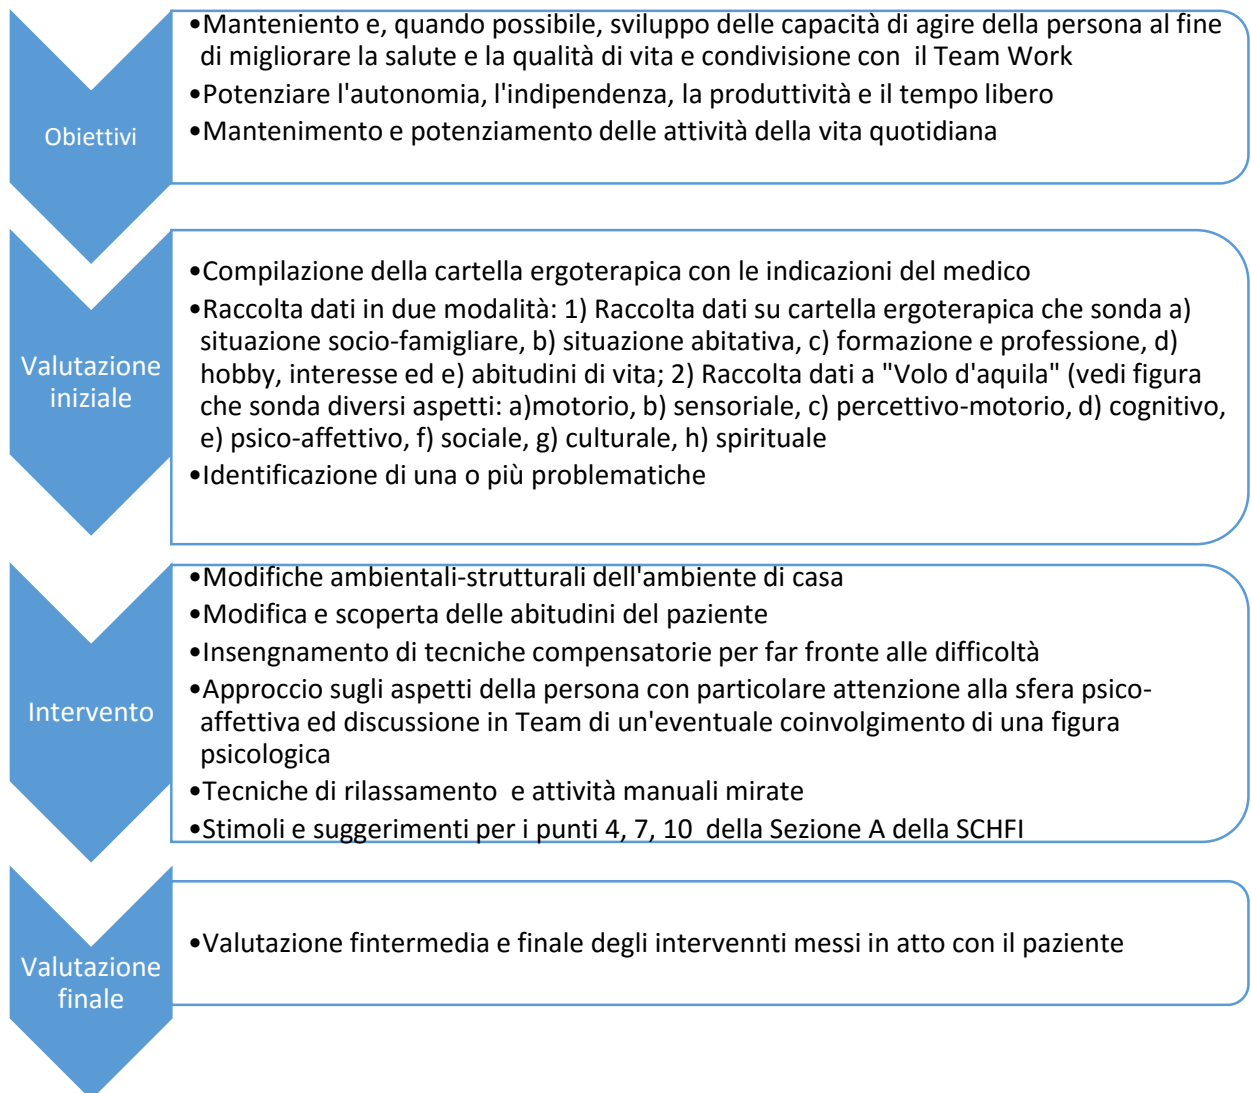 Obiettivi
•Manteniento e, quando possibile, sviluppo delle capacità di agire della persona al fine
di migliorare la salute e la qualità di vita e condivisione con  il Team Work
•Potenziare l'autonomia, l'indipendenza, la produttività e il tempo libero
•Mantenimento e potenziamento delle attività della vita quotidiana
Valutazione
iniziale
•Compilazione della cartella ergoterapica con le indicazioni del medico
•Raccolta dati in due modalità: 1) Raccolta dati su cartella ergoterapica che sonda a)
situazione socio-famigliare, b) situazione abitativa, c) formazione e professione, d)
hobby, interesse ed e) abitudini di vita; 2) Raccolta dati a "Volo d'aquila" (vedi figura
che sonda diversi aspetti: a)motorio, b) sensoriale, c) percettivo-motorio, d) cognitivo,
e) psico-affettivo, f) sociale, g) culturale, h) spirituale
•Identificazione di una o più problematiche
Intervento
•Modifiche ambientali-strutturali dell'ambiente di casa
•Modifica e scoperta delle abitudini del paziente
•Insengnamento di tecniche compensatorie per far fronte alle difficoltà
•Approccio sugli aspetti della persona con particolare attenzione alla sfera psico-
affettiva ed discussione in Team di un'eventuale coinvolgimento di una figura
psicologica
•Tecniche di rilassamento  e attività manuali mirate
•Stimoli e suggerimenti per i punti 4, 7, 10  della Sezione A della SCHFI
Valutazione
finale
•Valutazione fintermedia e finale degli intervennti messi in atto con il paziente